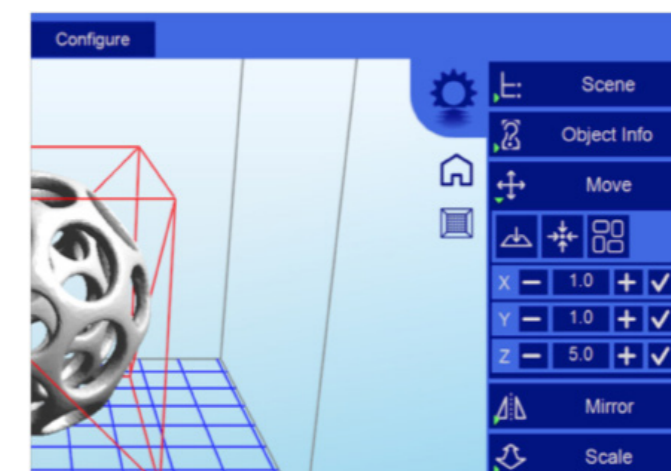 Configure
Scene
Object Info
Move
X 1.0
Y 1.0
Z 5.0
Mirror
Scale